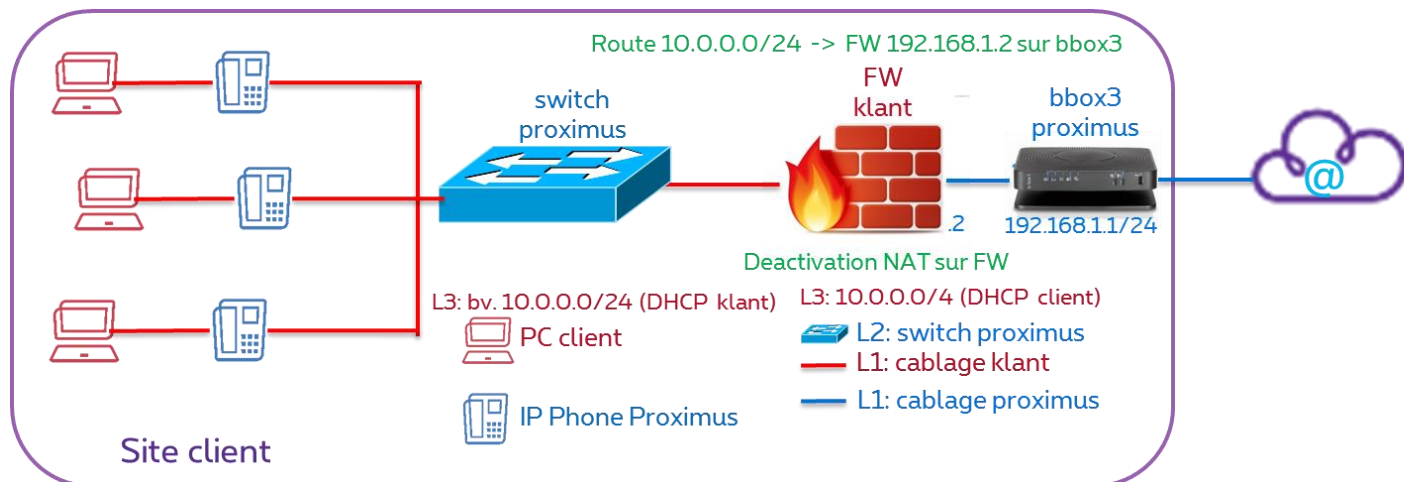 Route 10.0.0.0/24 -> FW 192.168.1.2 sur bbox3
FW
klant
switch
proximus
bbox3
proximus
@
.2
192.168.1.1/24
Deactivation NAT sur FW
L3: bv. 10.0.0.0/24 (DHCP klant)
L3: 10.0.0.0/4 (DHCP client)
PC client
L2: switch proximus
L1: cablage klant
L1: cablage proximus
IP Phone Proximus
Site client